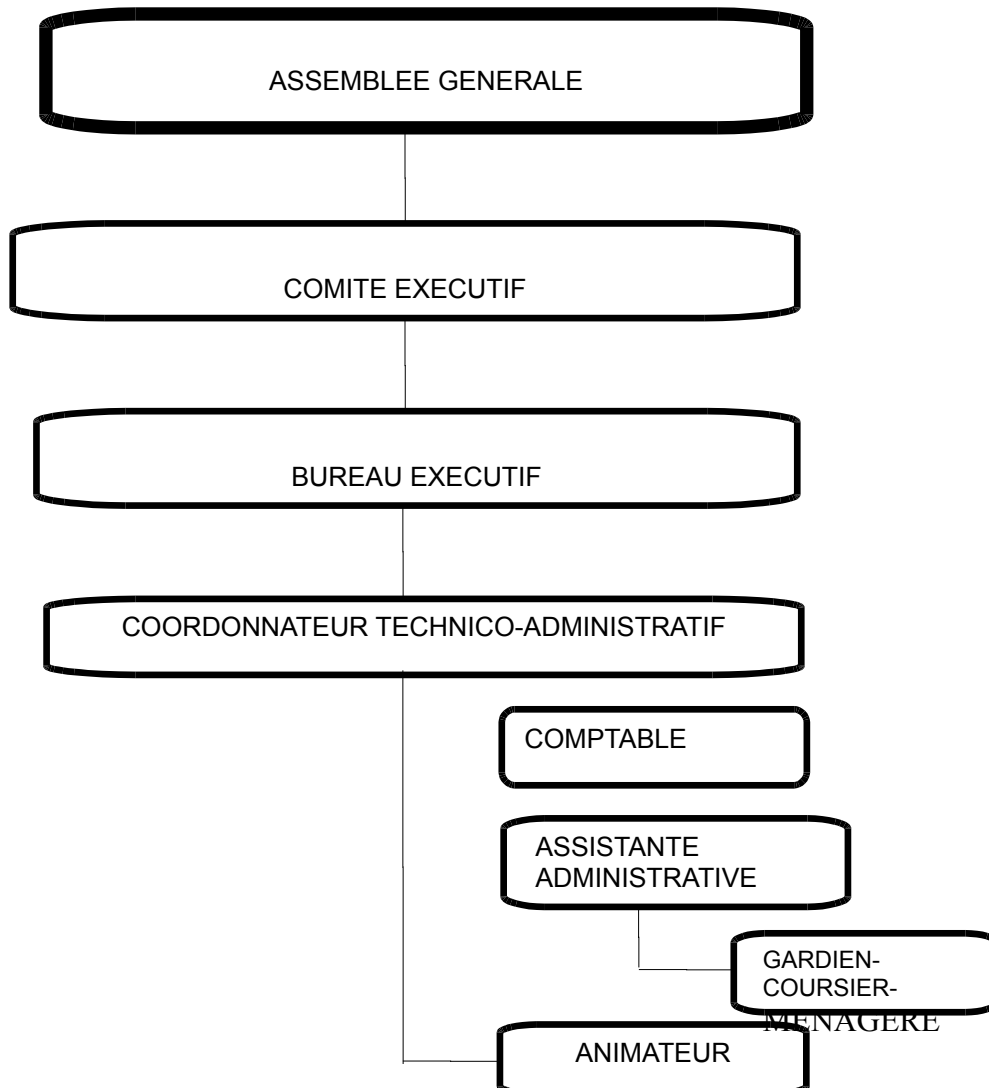 ASSEMBLEE GENERALE
COMITE EXECUTIF
BUREAU EXECUTIF
COORDONNATEUR TECHNICO-ADMINISTRATIF
COMPTABLE
ASSISTANTE
ADMINISTRATIVE
GARDIEN-
COURSIER-
MENAGERE
ANIMATEUR